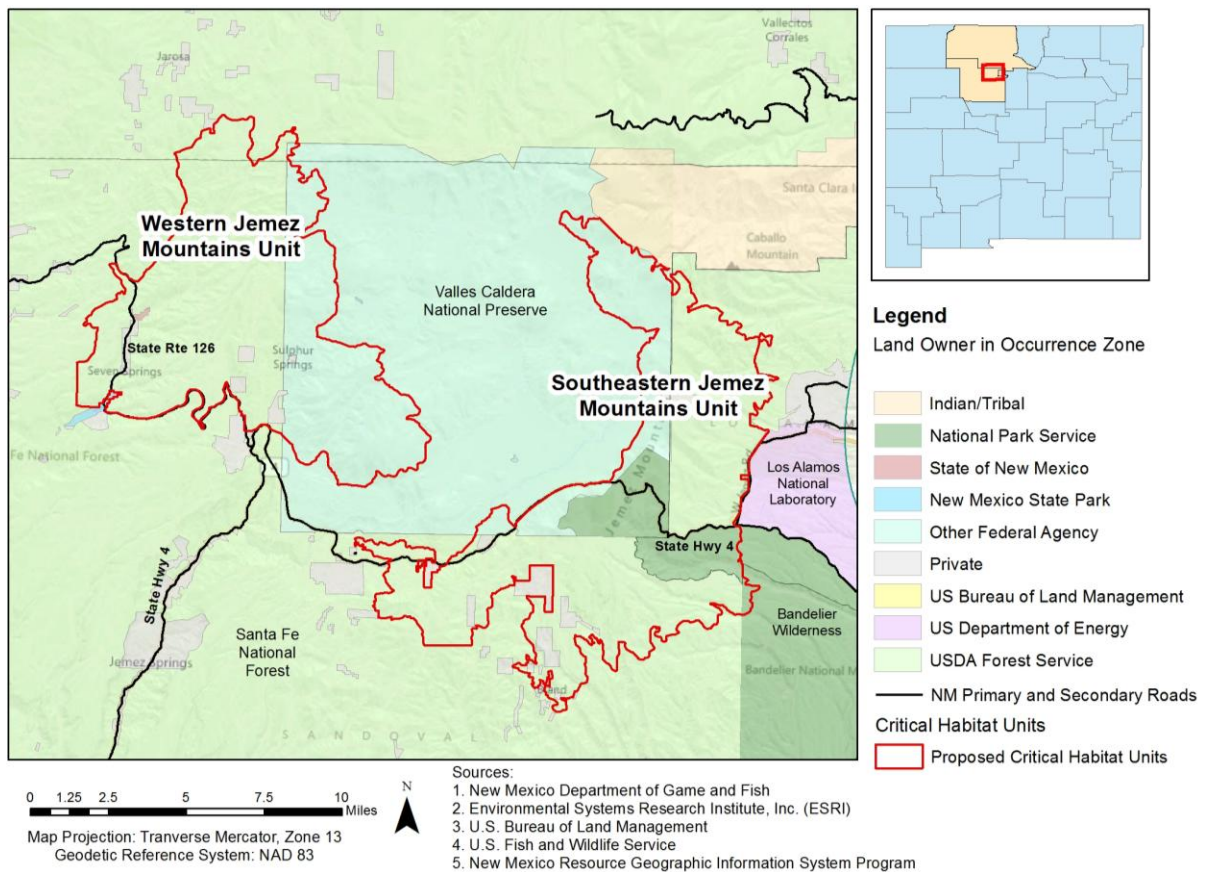 Jarosa
Vallecitos
Corrales
Santa Clara I
Caballo
Mountain
Western Jemez
Mountains Unit
Valles Caldera
National Preserve
State Rte 126
Seven Springs
Sulphur
Springs
Southeastern Jemez
Mountains Unit
Fe National Forest
Los Alamos
National
Laboratory
State Hwy 4
State Hwy 4
Santa Fe
National
Forest
Jemez Springs
Bandelier
Wilderness
Bandelier National M
SANDOVAL
Legend
Land Owner in Occurrence Zone
Indian/Tribal
National Park Service
State of New Mexico
New Mexico State Park
Other Federal Agency
Private
US Bureau of Land Management
US Department of Energy
USDA Forest Service
NM Primary and Secondary Roads
Critical Habitat Units
Proposed Critical Habitat Units
0 1.25 2.5 5 7.5 10
Miles
N
Map Projection: Tranverse Mercator, Zone 13
Geodetic Reference System: NAD 83
Sources:
1. New Mexico Department of Game and Fish
2. Environmental Systems Research Institute, Inc. (ESRI)
3. U.S. Bureau of Land Management
4. U.S. Fish and Wildlife Service
5. New Mexico Resource Geographic Information System Program